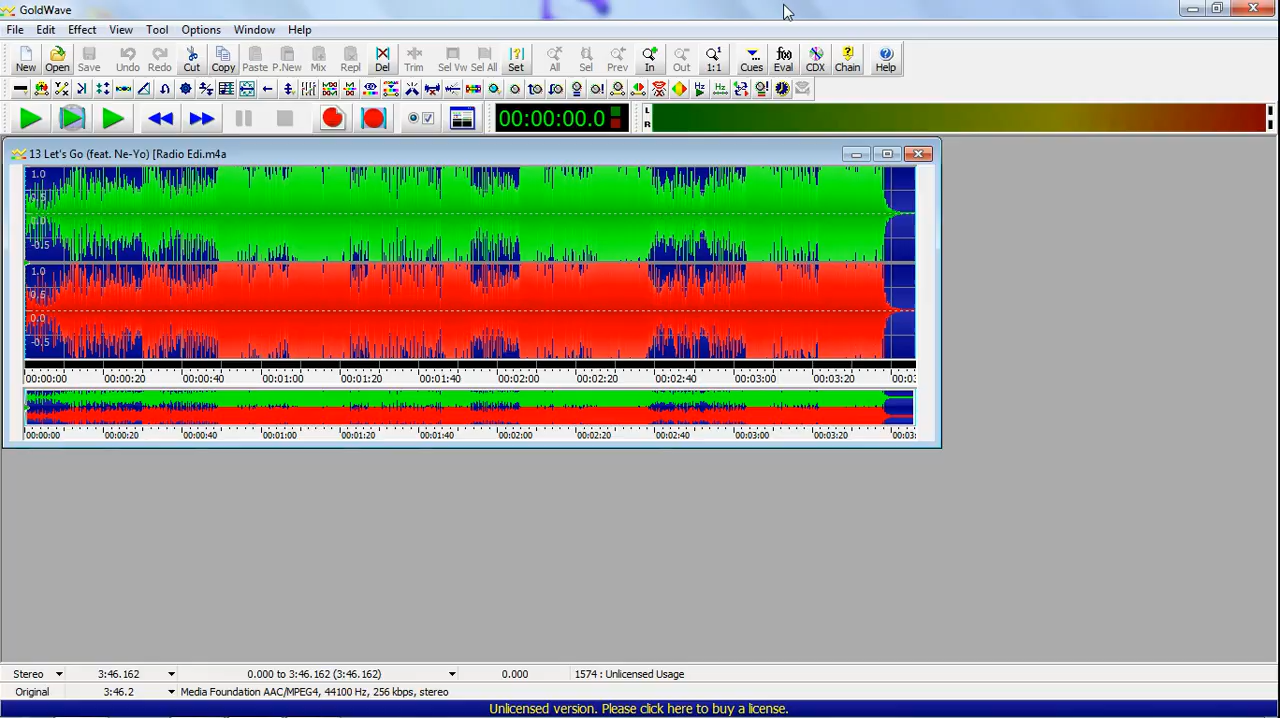 GoldWave
File Edit Effect View Tool Options Window Help
New Open Save Undo Redo Cut Copy Paste P.New Mix Repl Del Trim Sel Vw Sel All Set All Sel Prev In Out 1:1 Cues Eval CDX Chain Help
00:00:00.0
L
R
13 Let's Go (feat. Ne-Yo) [Radio Edi.m4a
1.0
0.5
0.0
-0.5
1.0
0.5
0.0
-0.5
00:00:00 00:00:20 00:00:40 00:01:00 00:01:20 00:01:40 00:02:00 00:02:20 00:02:40 00:03:00 00:03:20 00:03:
00:00:00 00:00:20 00:00:40 00:01:00 00:01:20 00:01:40 00:02:00 00:02:20 00:02:40 00:03:00 00:03:20 00:03:
Stereo 3:46.162 0.000 to 3:46.162 (3:46.162) 0.000 1574 : Unlicensed Usage
Original 3:46.2 Media Foundation AAC/MPEG4, 44100 Hz, 256 kbps, stereo
Unlicensed version. Please click here to buy a license.